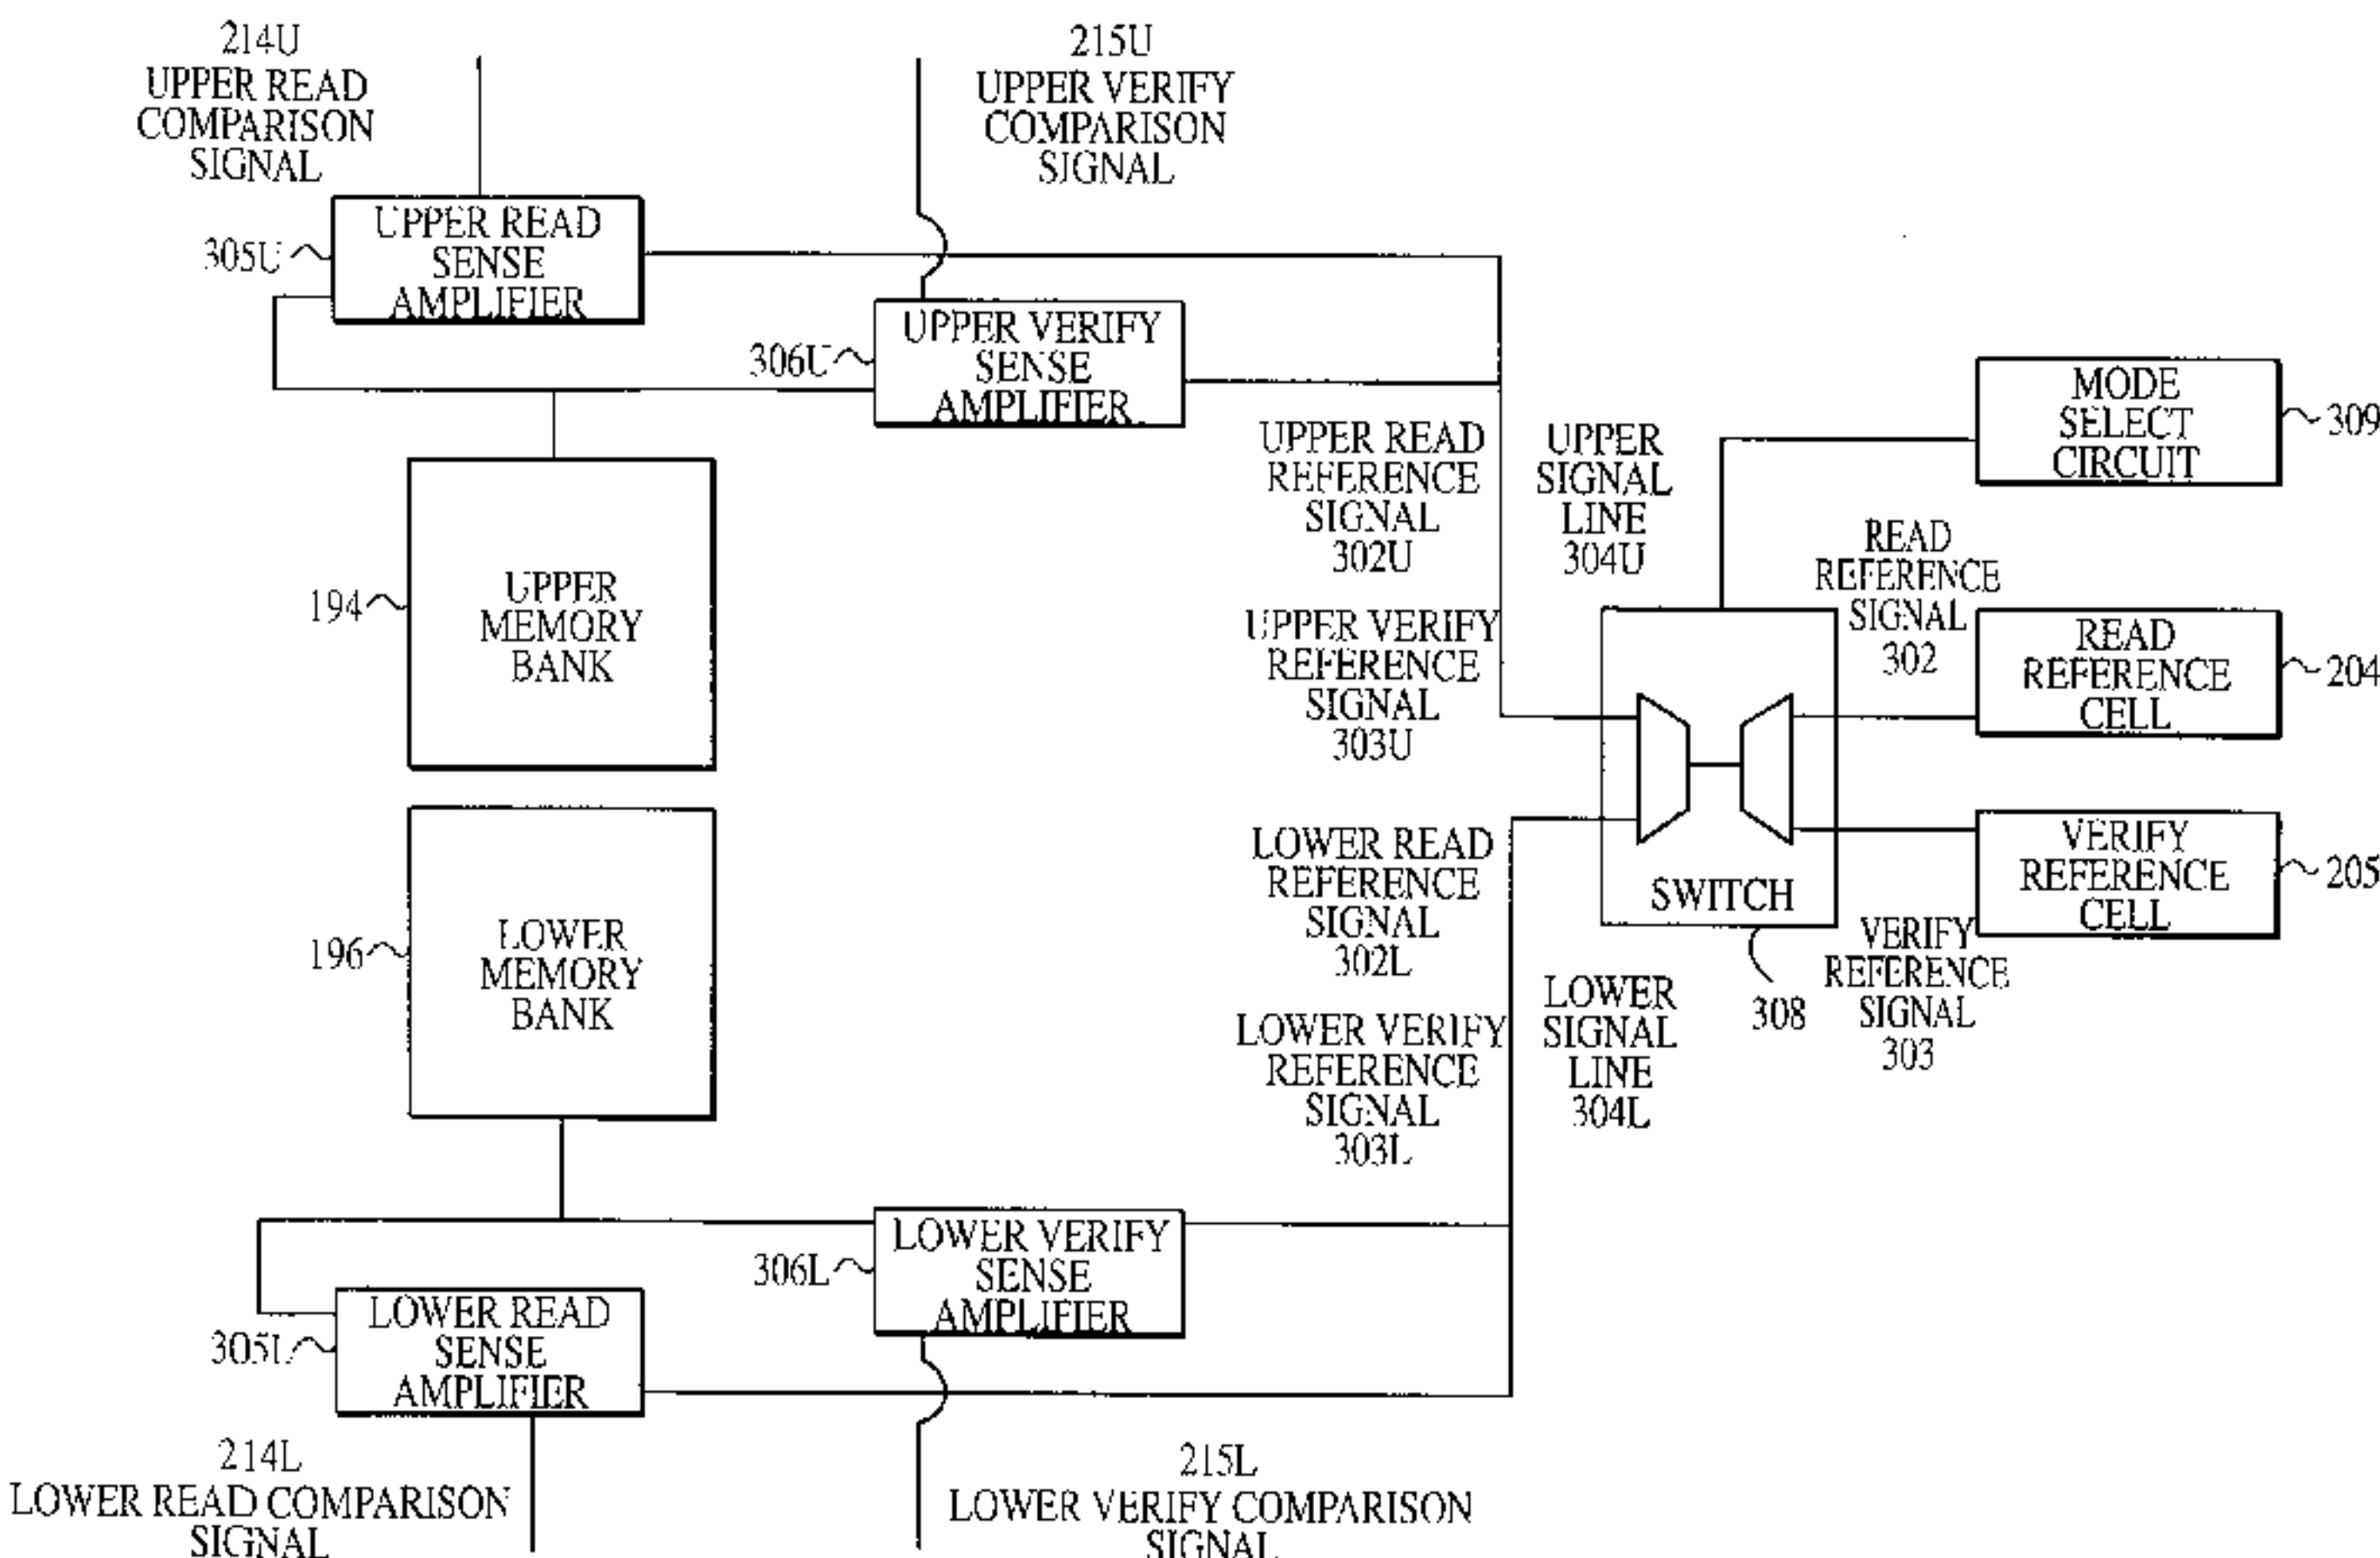 214U
UPPER READ
COMPARISON
SIGNAL
215U
UPPER VERIFY
COMPARISON
SIGNAL
UPPER READ
SENSE
AMPLIFIER
305U
UPPER VERIFY
SENSE
AMPLIFIER
306U
MODE
SELECT
CIRCUIT
309
UPPER READ
REFERENCE
SIGNAL
302U
UPPER
SIGNAL
LINE
304U
READ
REFERENCE
SIGNAL
302
UPPER
MEMORY
BANK
194
UPPER VERIFY
REFERENCE
SIGNAL
303U
READ
REFERENCE
CELL
204
LOWER
MEMORY
BANK
196
LOWER READ
REFERENCE
SIGNAL
302L
SWITCH
308
VERIFY
REFERENCE
CELL
205
VERIFY
REFERENCE
SIGNAL
303
LOWER
SIGNAL
LINE
304L
LOWER VERIFY
REFERENCE
SIGNAL
303L
LOWER VERIFY
SENSE
AMPLIFIER
306L
LOWER READ
SENSE
AMPLIFIER
305L
214L
LOWER READ COMPARISON
SIGNAL
215L
LOWER VERIFY COMPARISON
SIGNAL